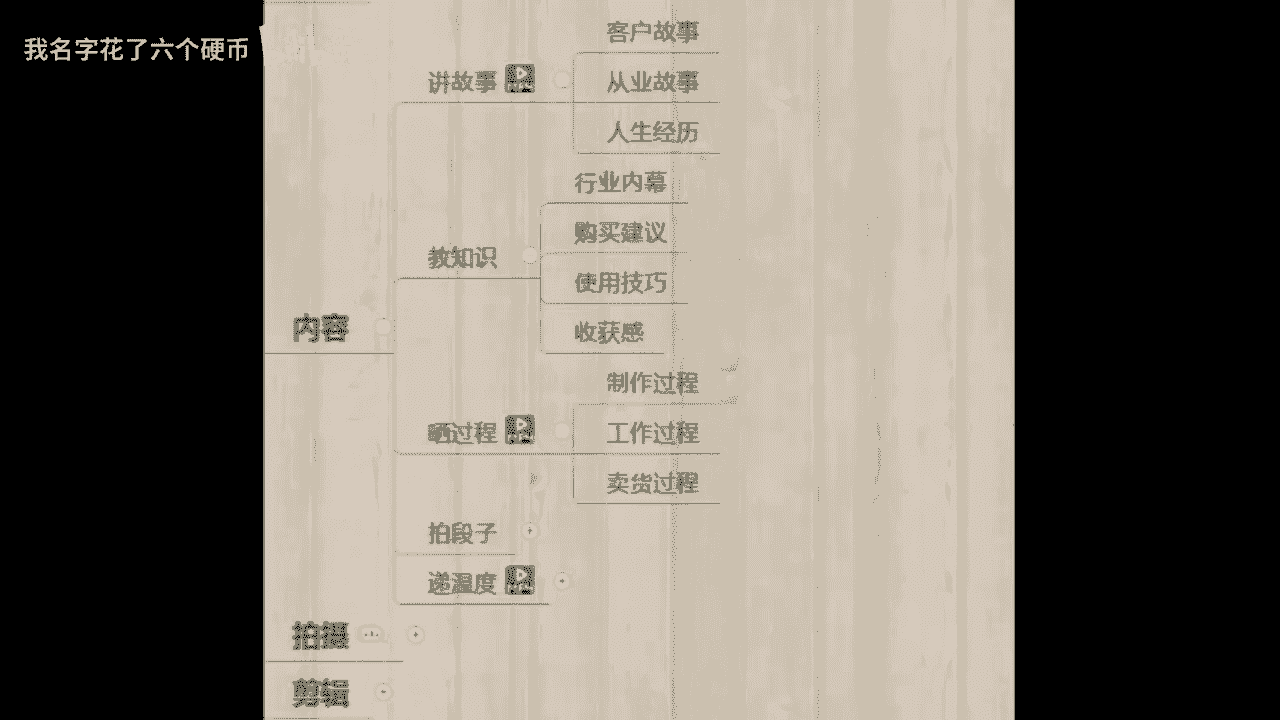 我名字花了六个硬币
客户故事
讲故事
从业故事
人生经历
行业内幕
购买建议
教知识
使用技巧
内容
收获感
制作过程
晒过程
工作过程
卖货过程
拍段子
递温度
拍摄
剪辑